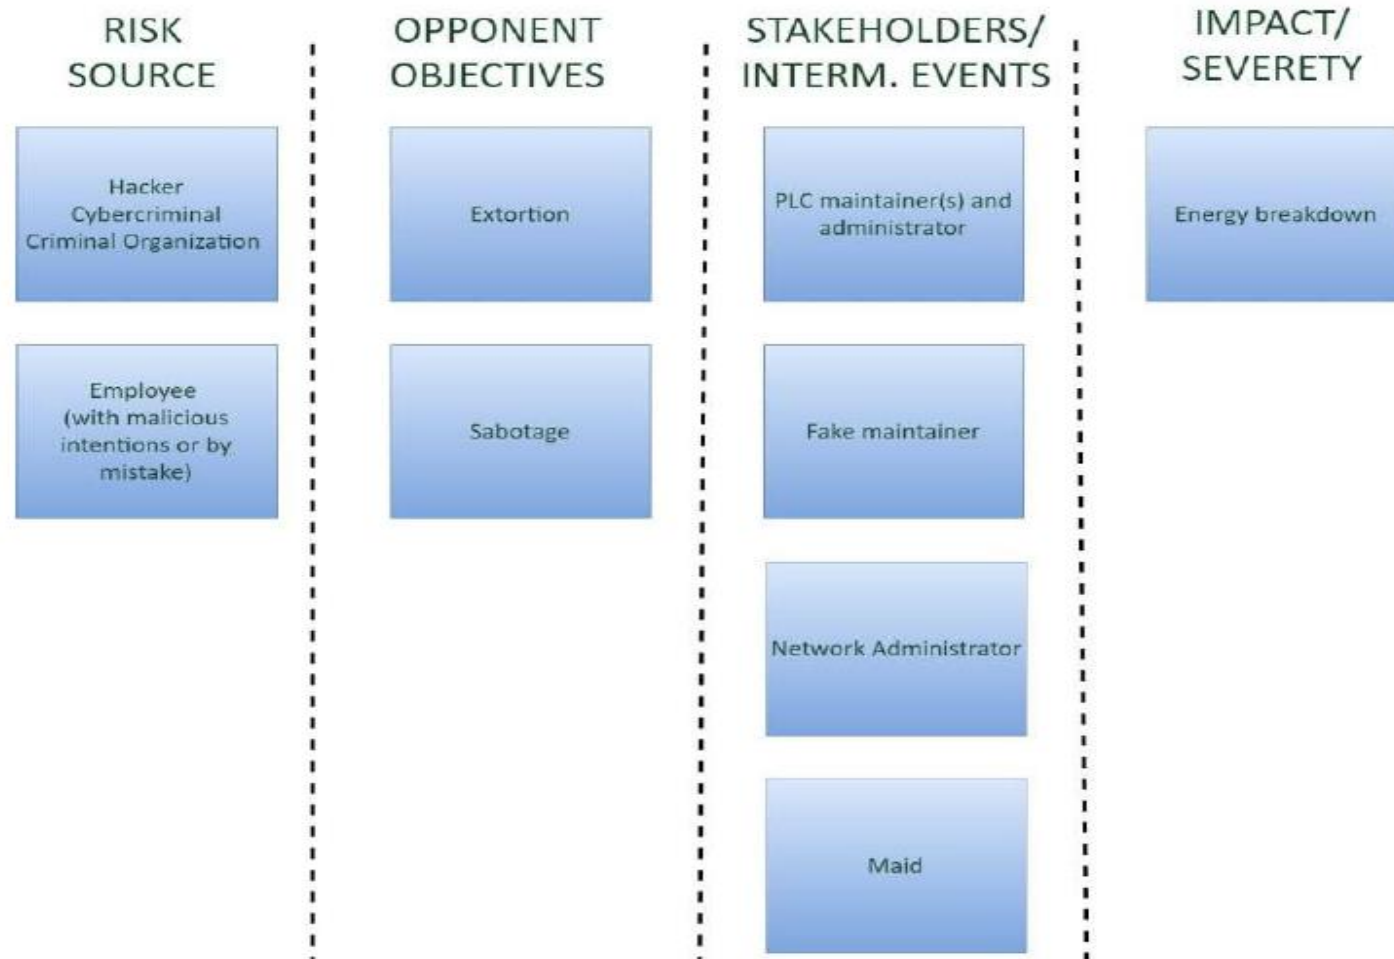 RISK
SOURCE
OPPONENT
OBJECTIVES
STAKEHOLDERS/
INTERM. EVENTS
IMPACT/
SEVERETY
Hacker
Cybercriminal
Criminal Organization
Extortion
PLC maintainer(s) and
administrator
Energy breakdown
Employee
(with malicious
intentions or by
mistake)
Sabotage
Fake maintainer
Network Administrator
Maid